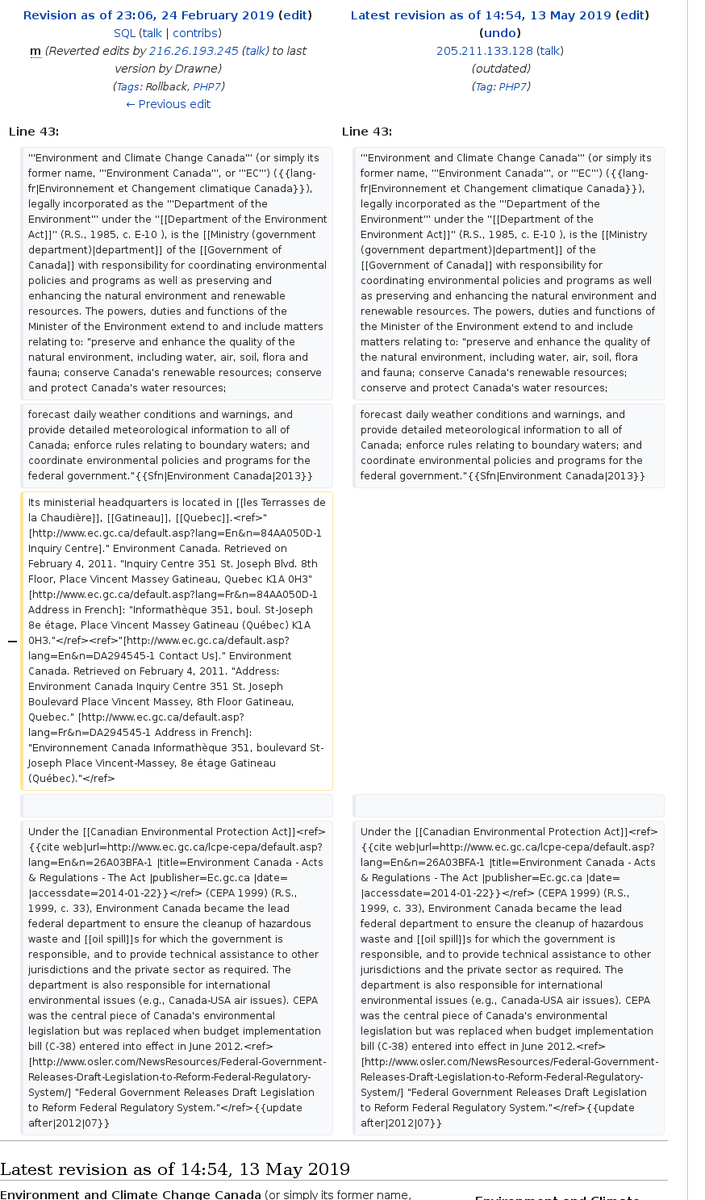 Revision as of 23:06, 24 February 2019 (edit)
SQL (talk | contribs)
m (Reverted edits by 216.26.193.245 (talk) to last
version by Drawne)
(Tags: Rollback, PHP7)
← Previous edit
Latest revision as of 14:54, 13 May 2019 (edit)
(undo)
205.211.133.128 (talk)
(outdated)
(Tag: PHP7)
Line 43:
Line 43:
'''Environment and Climate Change Canada''' (or simply its
former name, '''Environment Canada''', or '''EC''') ({{lang-
fr|Environnement et Changement climatique Canada}}),
legally incorporated as the '''Department of the
Environment''' under the ''[[Department of the Environment
Act]]'' (R.S., 1985, c. E-10 ), is the [[Ministry (government
department)|department]] of the [[Government of
Canada]] with responsibility for coordinating environmental
policies and programs as well as preserving and
enhancing the natural environment and renewable
resources. The powers, duties and functions of the
Minister of the Environment extend to and include matters
relating to: "preserve and enhance the quality of the
natural environment, including water, air, soil, flora and
fauna; conserve Canada's renewable resources; conserve
and protect Canada's water resources;
'''Environment and Climate Change Canada''' (or simply its
former name, '''Environment Canada''', or '''EC''') ({{lang-
fr|Environnement et Changement climatique Canada}}),
legally incorporated as the '''Department of the
Environment''' under the ''[[Department of the Environment
Act]]'' (R.S., 1985, c. E-10 ), is the [[Ministry
(government department)|department]] of the
[[Government of Canada]] with responsibility for
coordinating environmental policies and programs as well
as preserving and enhancing the natural environment and
renewable resources. The powers, duties and functions of
the Minister of the Environment extend to and include
matters relating to: "preserve and enhance the quality of
the natural environment, including water, air, soil, flora
and fauna; conserve Canada's renewable resources;
conserve and protect Canada's water resources;
forecast daily weather conditions and warnings, and
provide detailed meteorological information to all of
Canada; enforce rules relating to boundary waters; and
coordinate environmental policies and programs for the
federal government."{{Sfn|Environment Canada|2013}}
forecast daily weather conditions and warnings, and
provide detailed meteorological information to all of
Canada; enforce rules relating to boundary waters; and
coordinate environmental policies and programs for the
federal government."{{Sfn|Environment Canada|2013}}
−
Its ministerial headquarters is located in [[les Terrasses de
la Chaudière]], [[Gatineau]], [[Quebec]].<ref>"
[http://www.ec.gc.ca/default.asp?lang=En&n=84AA050D-1
Inquiry Centre]." Environment Canada. Retrieved on
February 4, 2011. "Inquiry Centre 351 St. Joseph Blvd. 8th
Floor, Place Vincent Massey Gatineau, Quebec K1A 0H3"
[http://www.ec.gc.ca/default.asp?lang=Fr&n=84AA050D-1
Address in French]: "Informathèque 351, boul. St-Joseph
8e étage, Place Vincent Massey Gatineau (Québec) K1A
0H3."</ref><ref>"[http://www.ec.gc.ca/default.asp?
lang=En&n=DA294545-1 Contact Us]." Environment
Canada. Retrieved on February 4, 2011. "Address:
Environment Canada Inquiry Centre 351 St. Joseph
Boulevard Place Vincent Massey, 8th Floor Gatineau,
Quebec." [http://www.ec.gc.ca/default.asp?
lang=Fr&n=DA294545-1 Address in French]:
"Environnement Canada Informathèque 351, boulevard St-
Joseph Place Vincent-Massey, 8e étage Gatineau
(Québec)."</ref>
Under the [[Canadian Environmental Protection Act]]<ref>
{{cite web|url=http://www.ec.gc.ca/lcpe-cepa/default.asp?
lang=En&n=26A03BFA-1 |title=Environment Canada - Acts
& Regulations - The Act |publisher=Ec.gc.ca |date=
|accessdate=2014-01-22}}</ref> (CEPA 1999) (R.S.,
1999, c. 33), Environment Canada became the lead
federal department to ensure the cleanup of hazardous
waste and [[oil spill]]s for which the government is
responsible, and to provide technical assistance to other
jurisdictions and the private sector as required. The
department is also responsible for international
environmental issues (e.g., Canada-USA air issues). CEPA
was the central piece of Canada's environmental
legislation but was replaced when budget implementation
bill (C-38) entered into effect in June 2012.<ref>
[http://www.osler.com/NewsResources/Federal-Government-
Releases-Draft-Legislation-to-Reform-Federal-Regulatory-
System/] "Federal Government Releases Draft Legislation
to Reform Federal Regulatory System."</ref>{{update
after|2012|07}}
Under the [[Canadian Environmental Protection Act]]<ref>
{{cite web|url=http://www.ec.gc.ca/lcpe-cepa/default.asp?
lang=En&n=26A03BFA-1 |title=Environment Canada - Acts
& Regulations - The Act |publisher=Ec.gc.ca |date=
|accessdate=2014-01-22}}</ref> (CEPA 1999) (R.S.,
1999, c. 33), Environment Canada became the lead
federal department to ensure the cleanup of hazardous
waste and [[oil spill]]s for which the government is
responsible, and to provide technical assistance to other
jurisdictions and the private sector as required. The
department is also responsible for international
environmental issues (e.g., Canada-USA air issues). CEPA
was the central piece of Canada's environmental
legislation but was replaced when budget implementation
bill (C-38) entered into effect in June 2012.<ref>
[http://www.osler.com/NewsResources/Federal-Government-
Releases-Draft-Legislation-to-Reform-Federal-Regulatory-
System/] "Federal Government Releases Draft Legislation
to Reform Federal Regulatory System."</ref>{{update
after|2012|07}}
Latest revision as of 14:54, 13 May 2019
Environment and Climate Change Canada (or simply its former name,
Environment and Climate